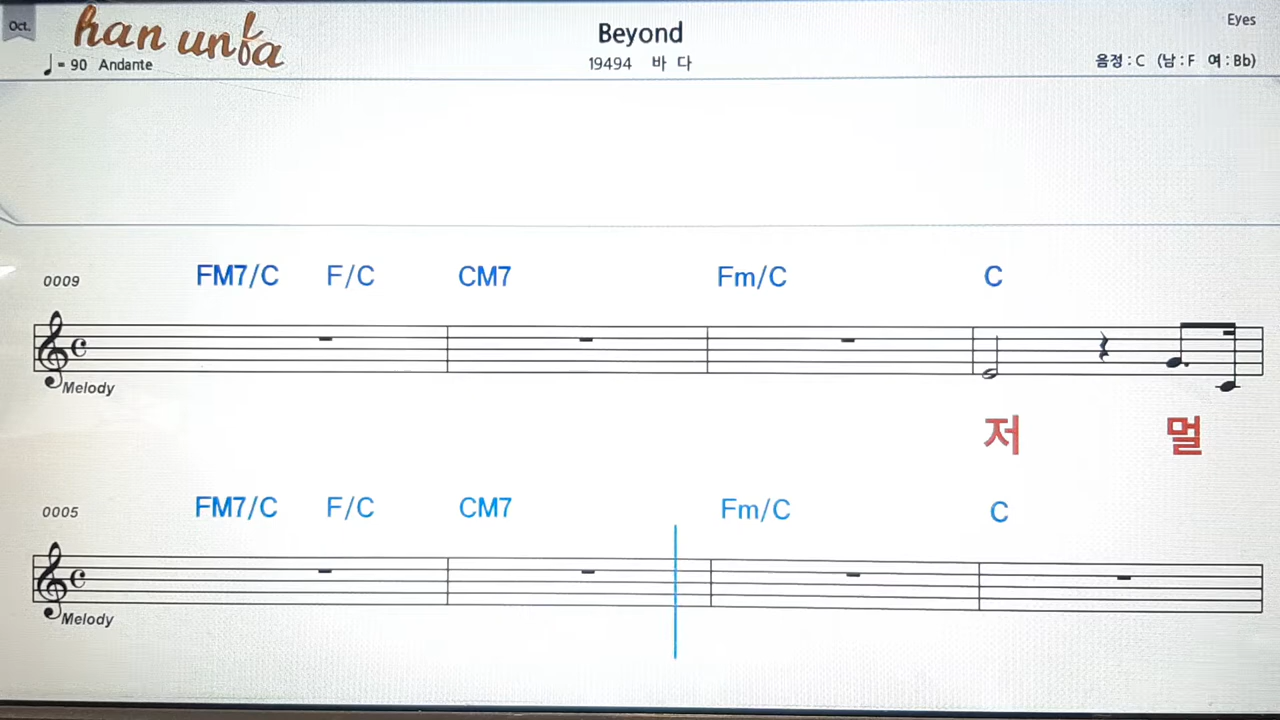 Oct.
han unfa
Beyond
Eyes
= 90 Andante
19494 바 다
음정 : C (남 : F 여 : Bb)
0009
FM7/C F/C CM7 Fm/C C
Melody
저 멀
0005
FM7/C F/C CM7 Fm/C C
Melody